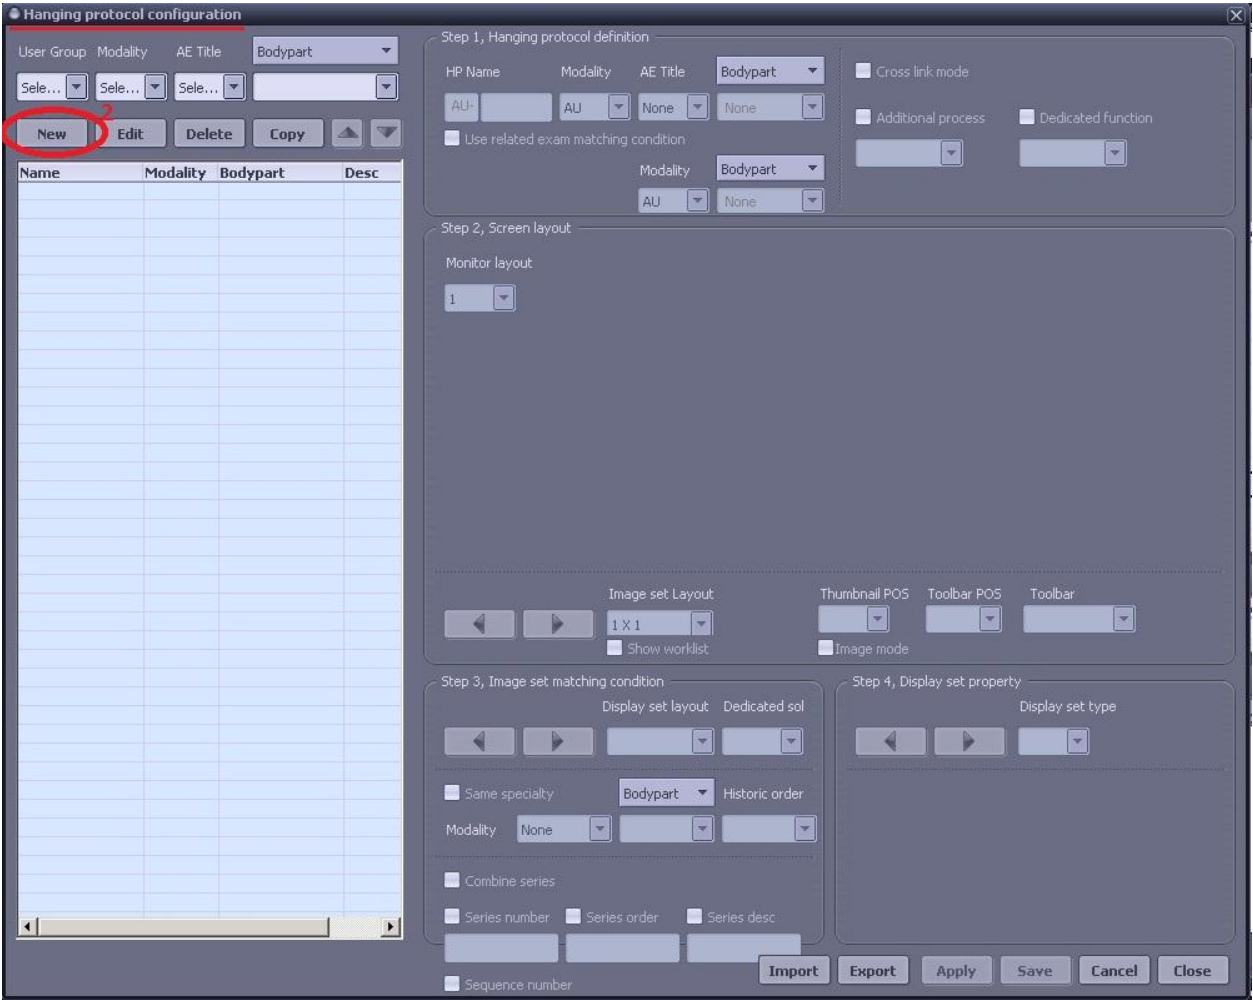 Hanging protocol configuration
User Group Modality AE Title Bodypart
Sele... Sele... Sele...
2
New Edit Delete Copy
Name Modality Bodypart Desc
Step 1, Hanging protocol definition
HP Name Modality AE Title Bodypart Cross link mode
AU- AU None None
Additional process Dedicated function
Use related exam matching condition
Modality Bodypart
AU None
Step 2, Screen layout
Monitor layout
1
Image set Layout Thumbnail POS Toolbar POS Toolbar
1 X 1
Show worklist Image mode
Step 3, Image set matching condition
Display set layout Dedicated sol
Same specialty Bodypart Historic order
Modality None
Combine series
Series number Series order Series desc
Sequence number
Step 4, Display set property
Display set type
Import Export Apply Save Cancel Close